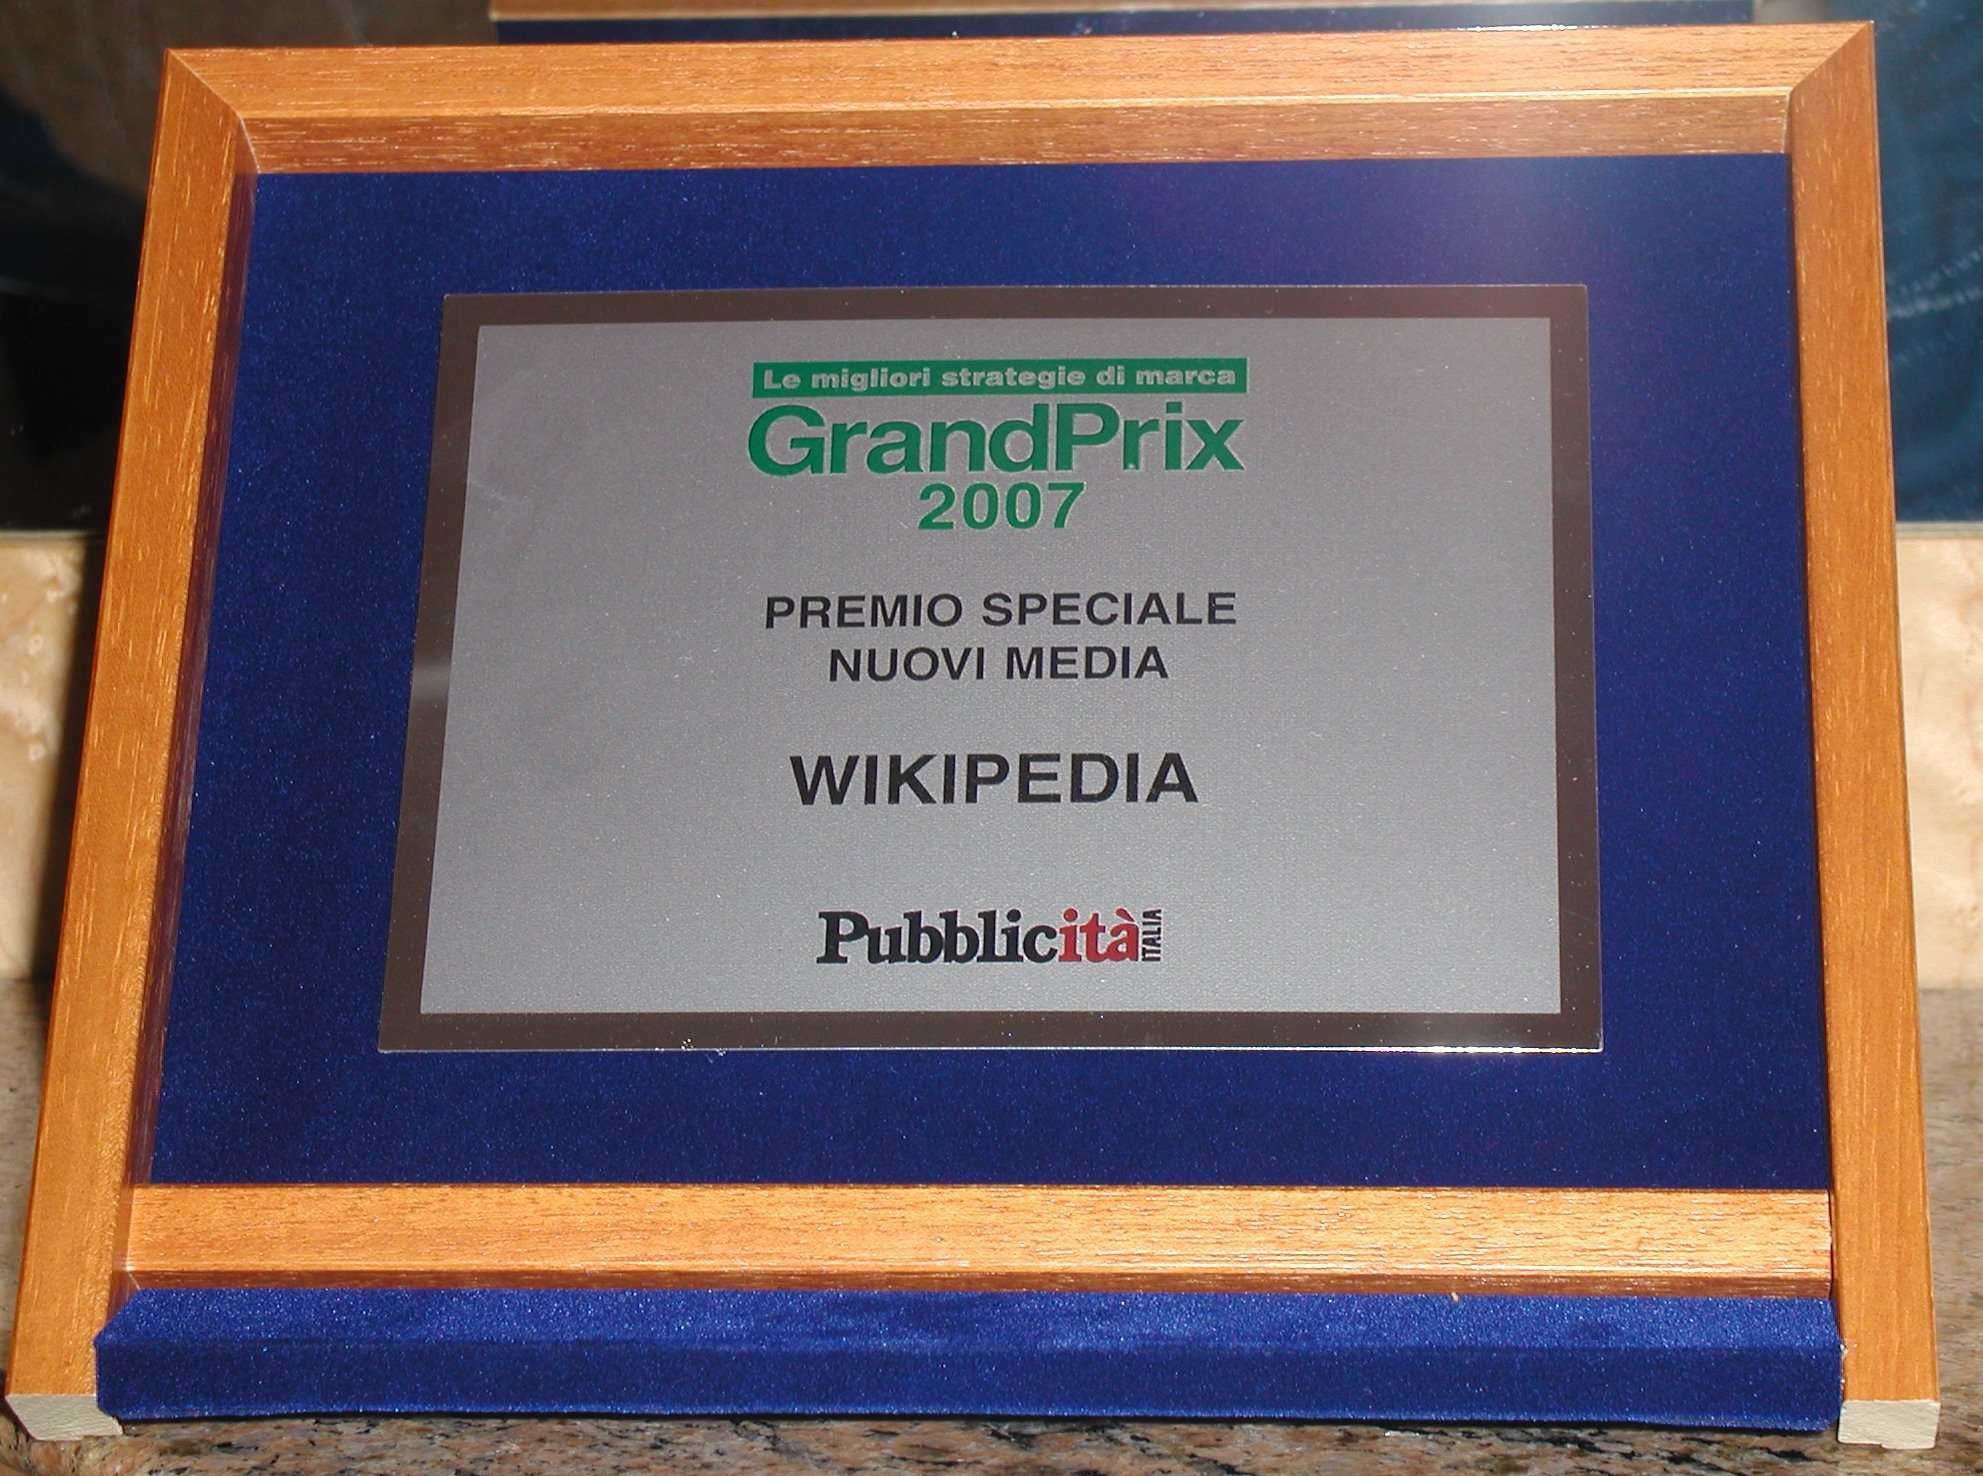 Le migliori strategie di marca
GrandPrix
2007
PREMIO SPECIALE
NUOVI MEDIA
WIKIPEDIA
Pubblicità ITALIA